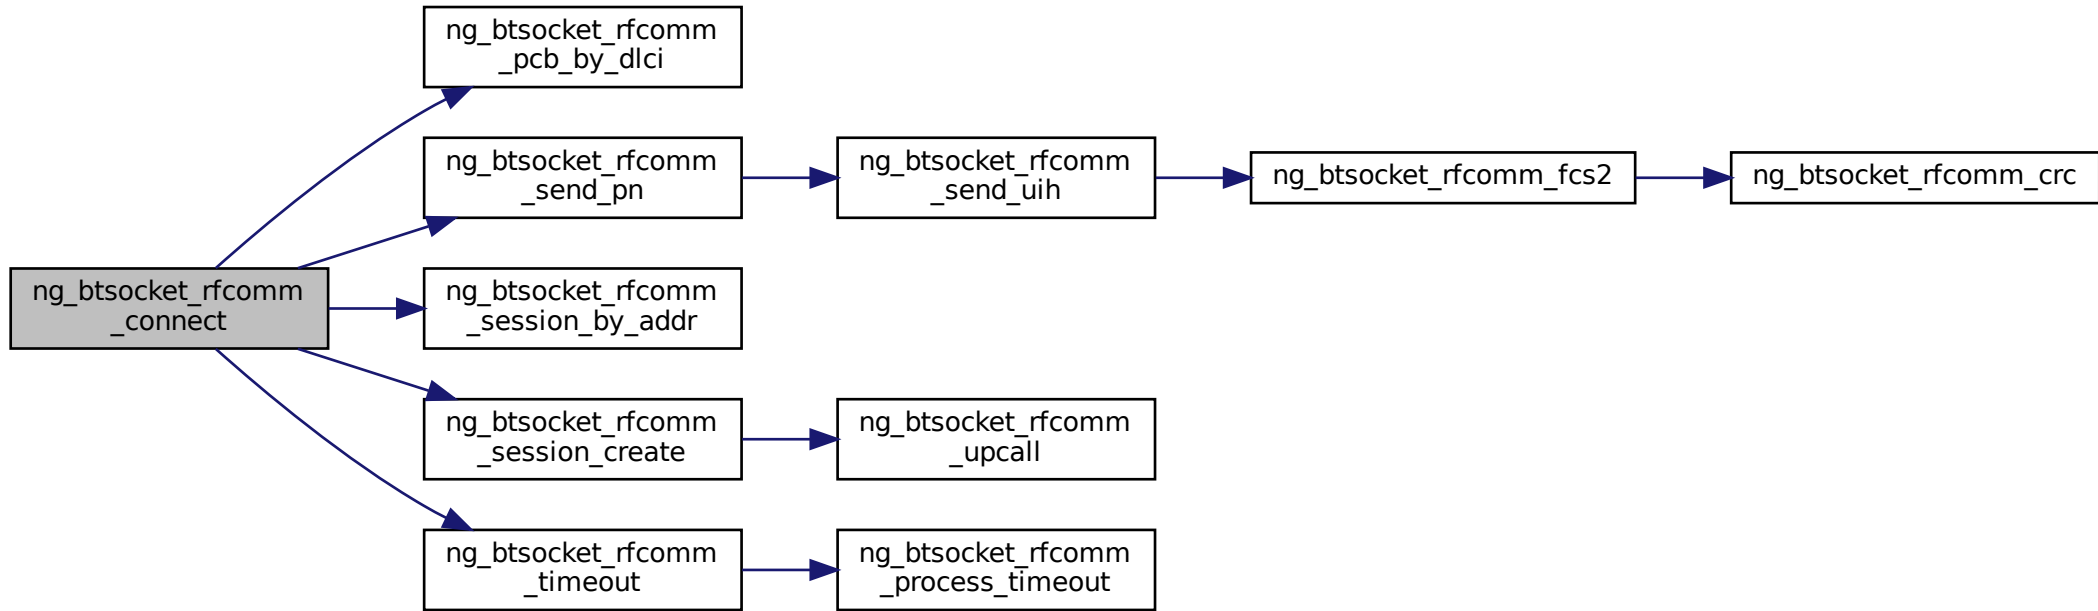 ng_btsocket_rfcomm
_connect
ng_btsocket_rfcomm
_pcb_by_dlci
ng_btsocket_rfcomm
_send_pn
ng_btsocket_rfcomm
_send_uih
ng_btsocket_rfcomm_fcs2
ng_btsocket_rfcomm_crc
ng_btsocket_rfcomm
_session_by_addr
ng_btsocket_rfcomm
_session_create
ng_btsocket_rfcomm
_upcall
ng_btsocket_rfcomm
_timeout
ng_btsocket_rfcomm
_process_timeout